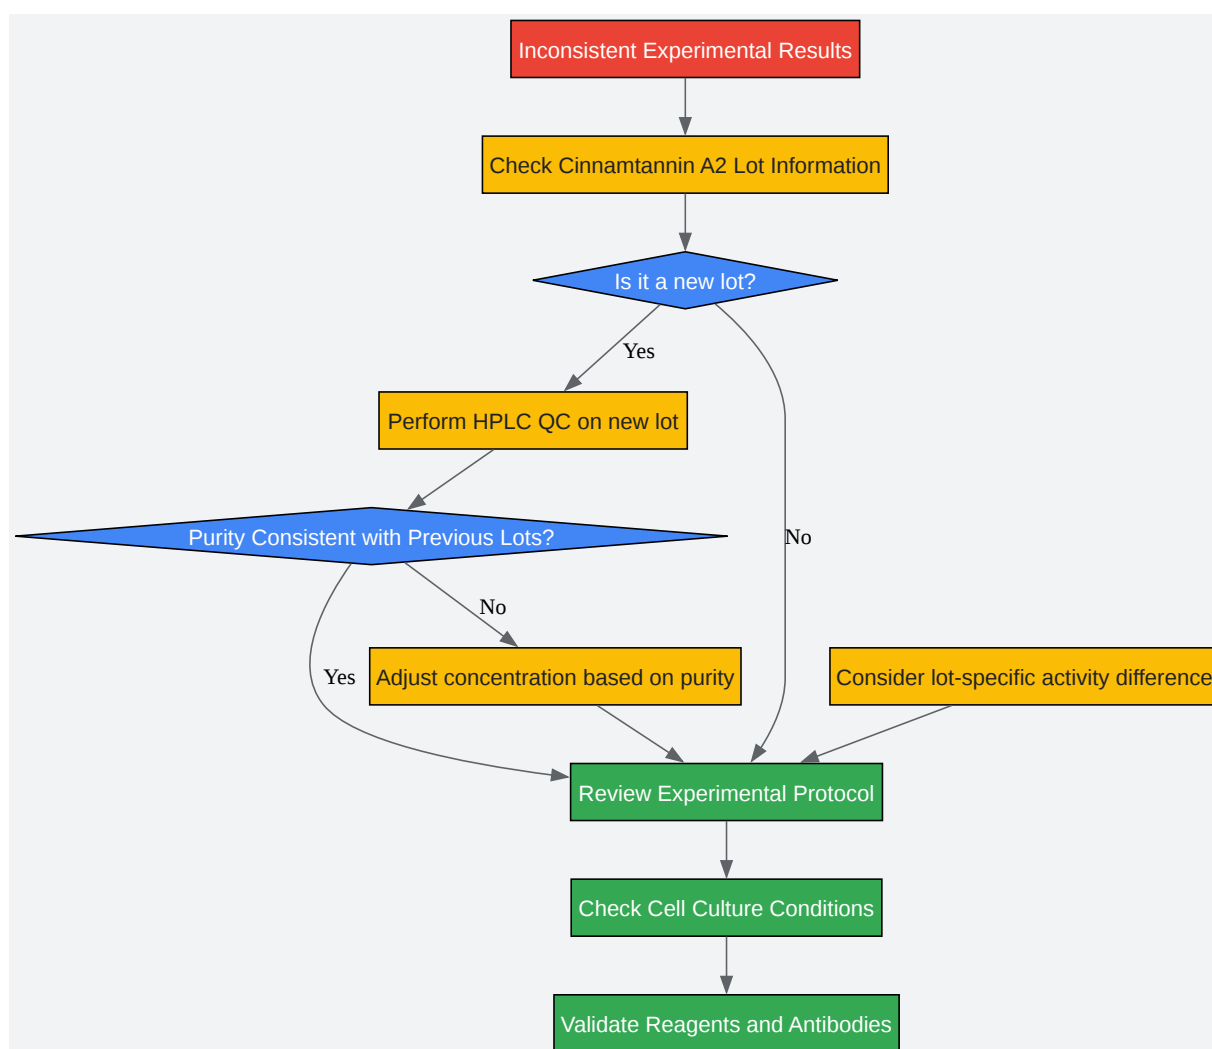 Inconsistent Experimental Results
Check Cinnamtannin A2 Lot Information
Is it a new lot?
Yes
Perform HPLC QC on new lot
Purity Consistent with Previous Lots?
No
No
Yes
Adjust concentration based on purity
Consider lot-specific activity difference
Review Experimental Protocol
Check Cell Culture Conditions
Validate Reagents and Antibodies